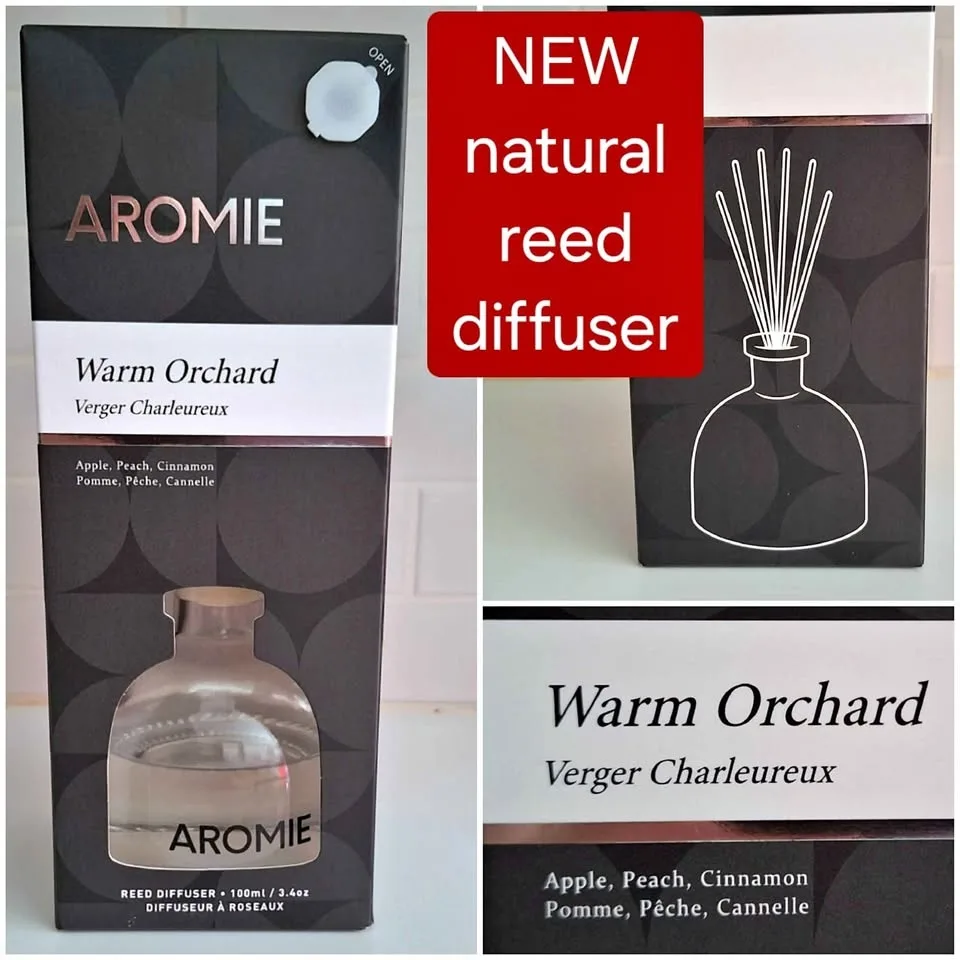 OPEN
AROMIE
Warm Orchard
Verger Charleureux
Apple, Peach, Cinnamon
Pomme, Pêche, Cannelle
AROMIE
REED DIFFUSER • 100ml / 3.4oz
DIFFUSEUR À ROSEAUX
NEW
natural
reed
diffuser
Warm Orchard
Verger Charleureux
Apple, Peach, Cinnamon
Pomme, Pêche, Cannelle